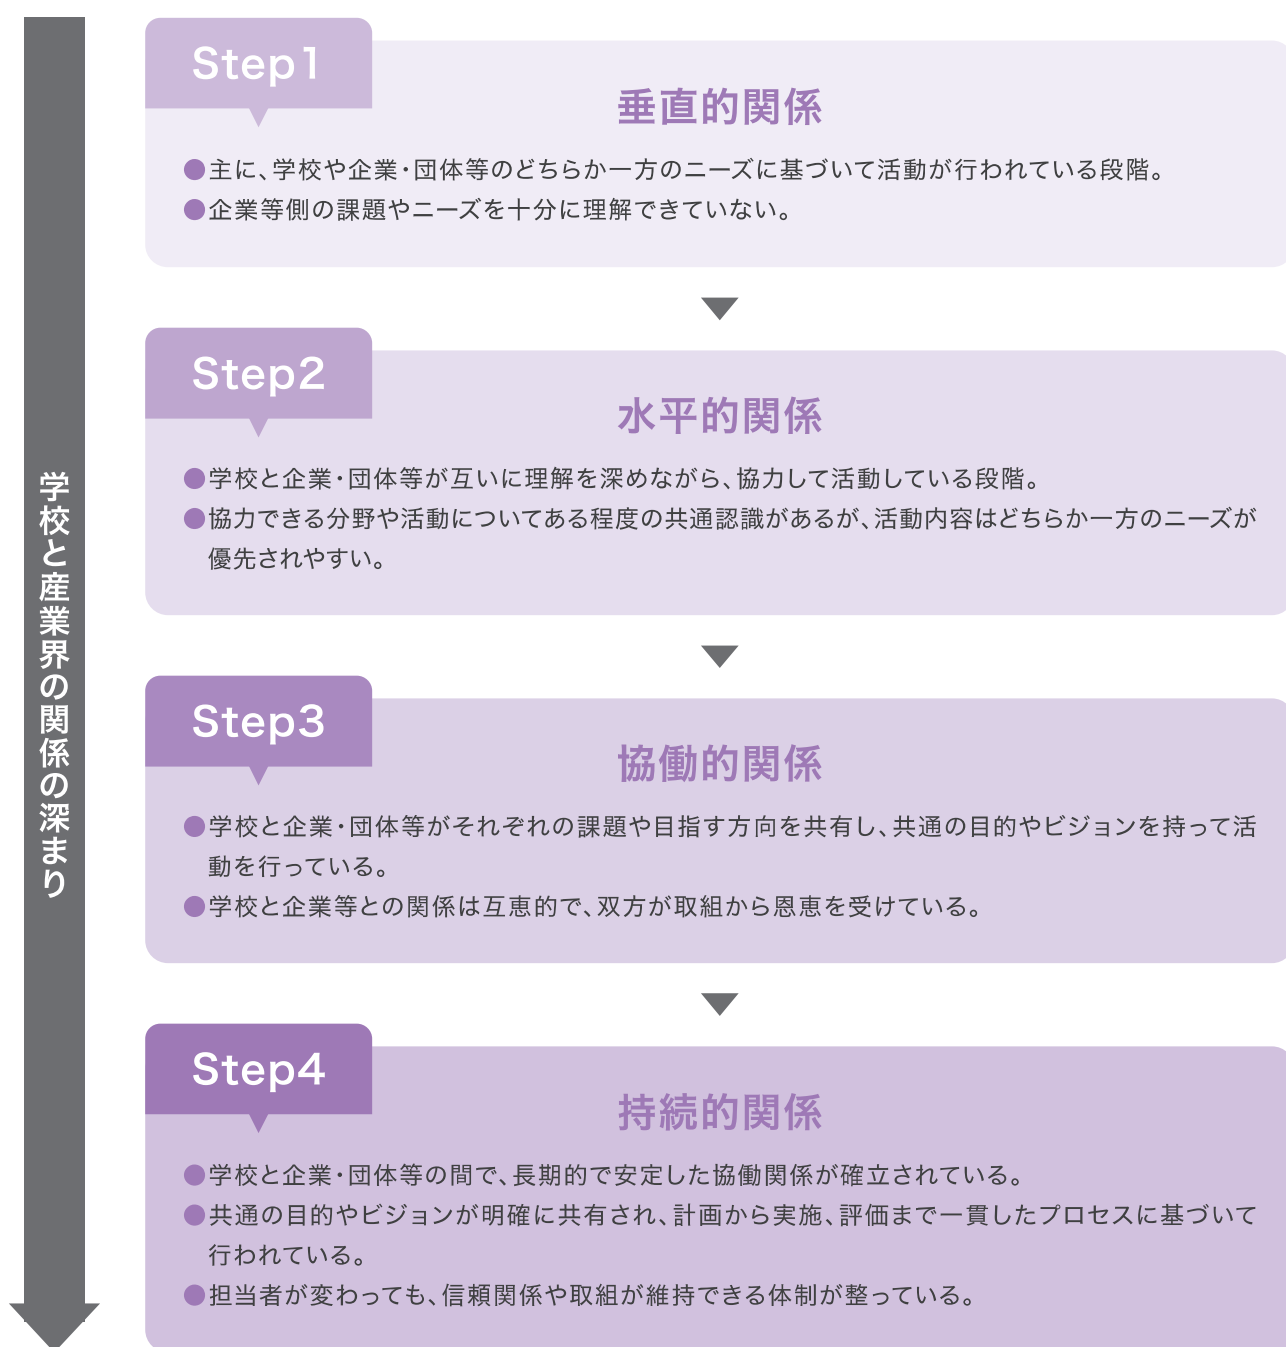 学校と産業界の関係の深まり
Step1
垂直的関係
●主に、学校や企業・団体等のどちらか一方のニーズに基づいて活動が行われている段階。
●企業等側の課題やニーズを十分に理解できていない。
Step2
水平的関係
●学校と企業・団体等が互いに理解を深めながら、協力して活動している段階。
●協力できる分野や活動についてある程度の共通認識があるが、活動内容はどちらか一方のニーズが
優先されやすい。
Step3
協働的関係
●学校と企業・団体等がそれぞれの課題や目指す方向を共有し、共通の目的やビジョンを持って活
動を行っている。
●学校と企業等との関係は互恵的で、双方が取組から恩恵を受けている。
Step4
持続的関係
●学校と企業・団体等の間で、長期的で安定した協働関係が確立されている。
●共通の目的やビジョンが明確に共有され、計画から実施、評価まで一貫したプロセスに基づいて
行われている。
●担当者が変わっても、信頼関係や取組が維持できる体制が整っている。